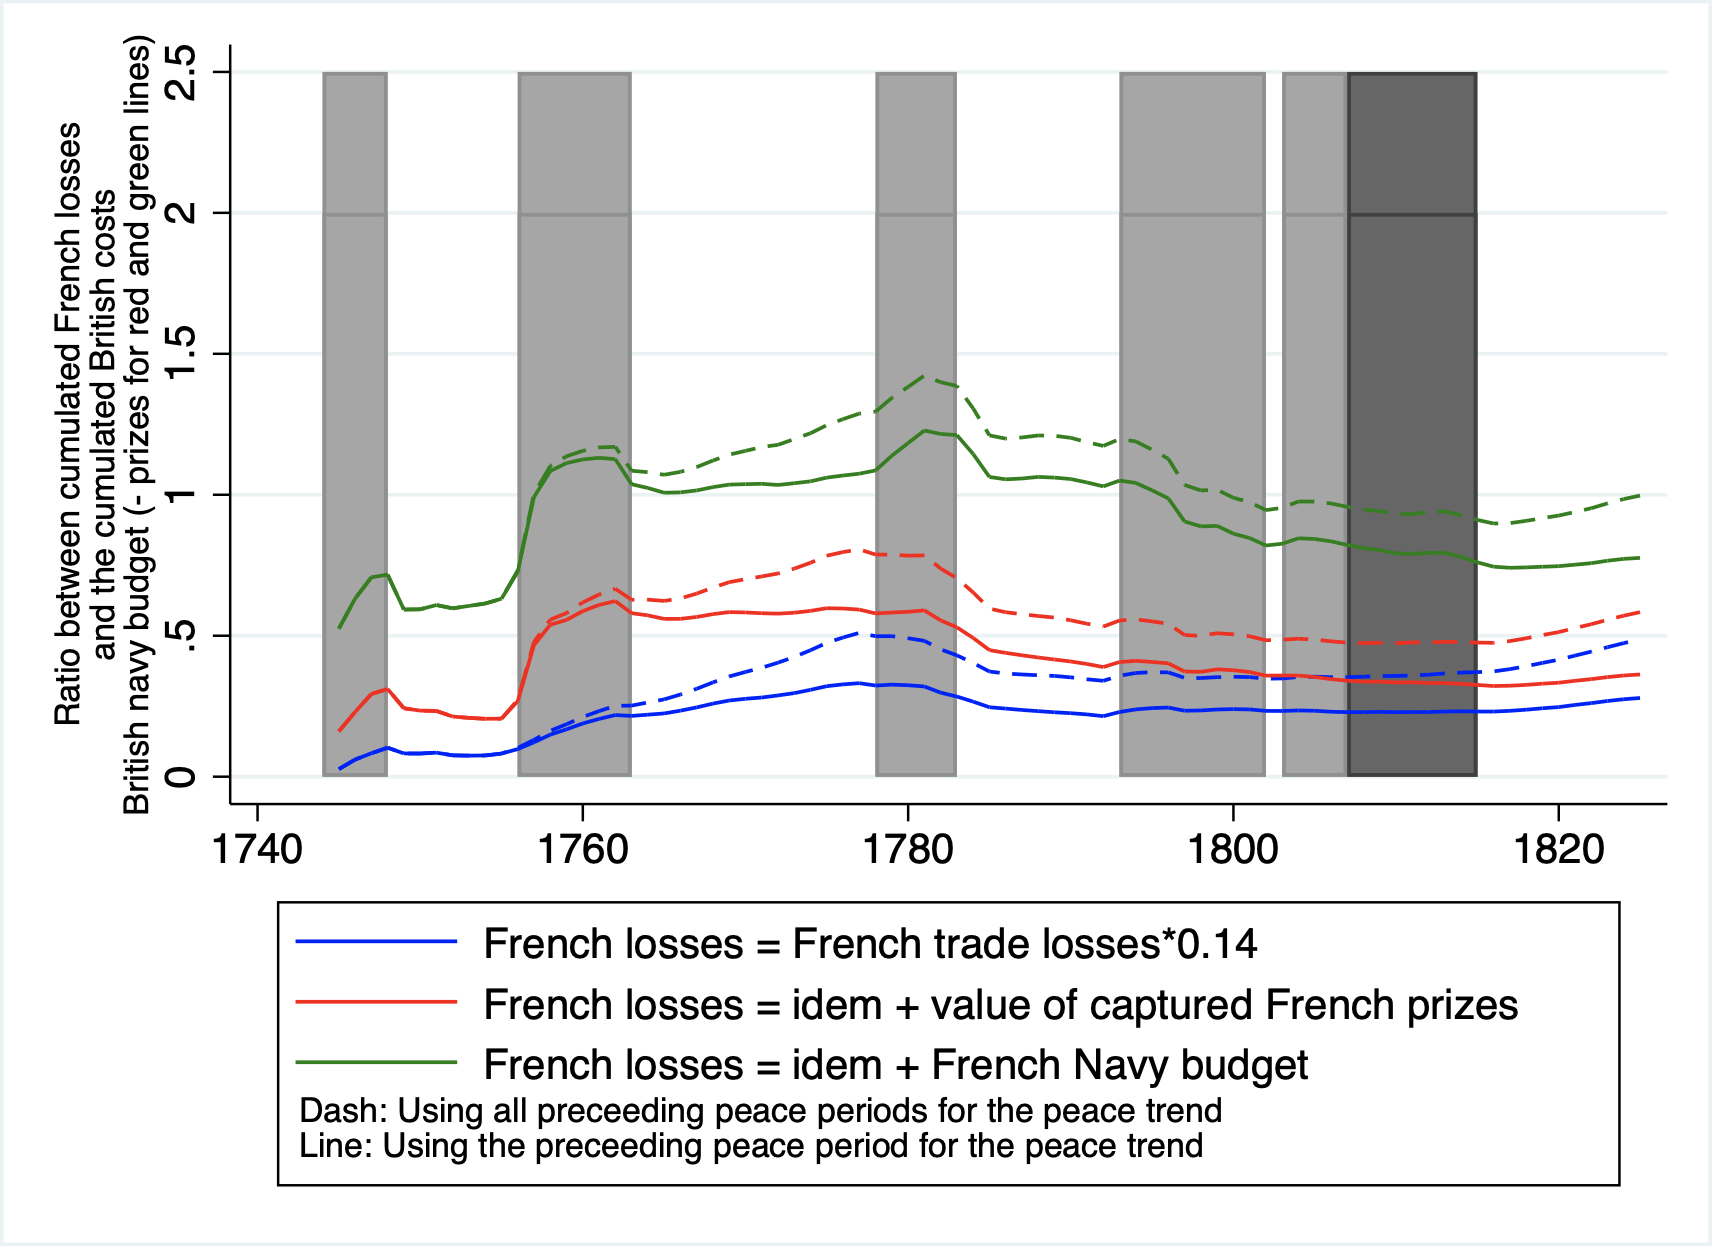 Ratio between cumulated French losses
and the cumulated British costs
British navy budget (- prizes for red and green lines)
2.5
2
1.5
1
.5
0
1740 1760 1780 1800 1820
French losses = French trade losses*0.14
French losses = idem + value of captured French prizes
French losses = idem + French Navy budget
Dash: Using all preceeding peace periods for the peace trend
Line: Using the preceeding peace period for the peace trend